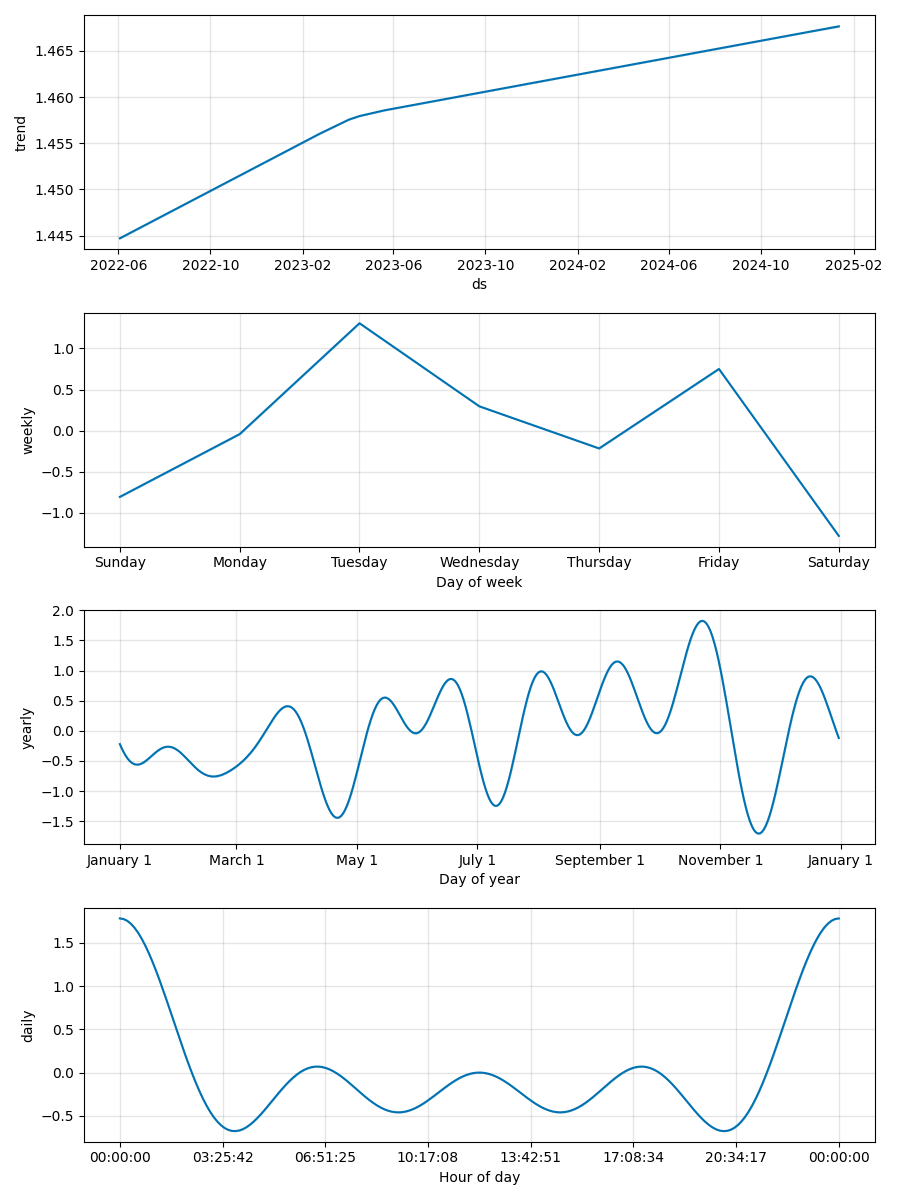 trend
1.465
1.460
1.455
1.450
1.445
2022-06 2022-10 2023-02 2023-06 2023-10 2024-02 2024-06 2024-10 2025-02
ds
weekly
1.0
0.5
0.0
−0.5
−1.0
Sunday Monday Tuesday Wednesday Thursday Friday Saturday
Day of week
yearly
2.0
1.5
1.0
0.5
0.0
−0.5
−1.0
−1.5
January 1 March 1 May 1 July 1 September 1 November 1 January 1
Day of year
daily
1.5
1.0
0.5
0.0
−0.5
00:00:00 03:25:42 06:51:25 10:17:08 13:42:51 17:08:34 20:34:17 00:00:00
Hour of day